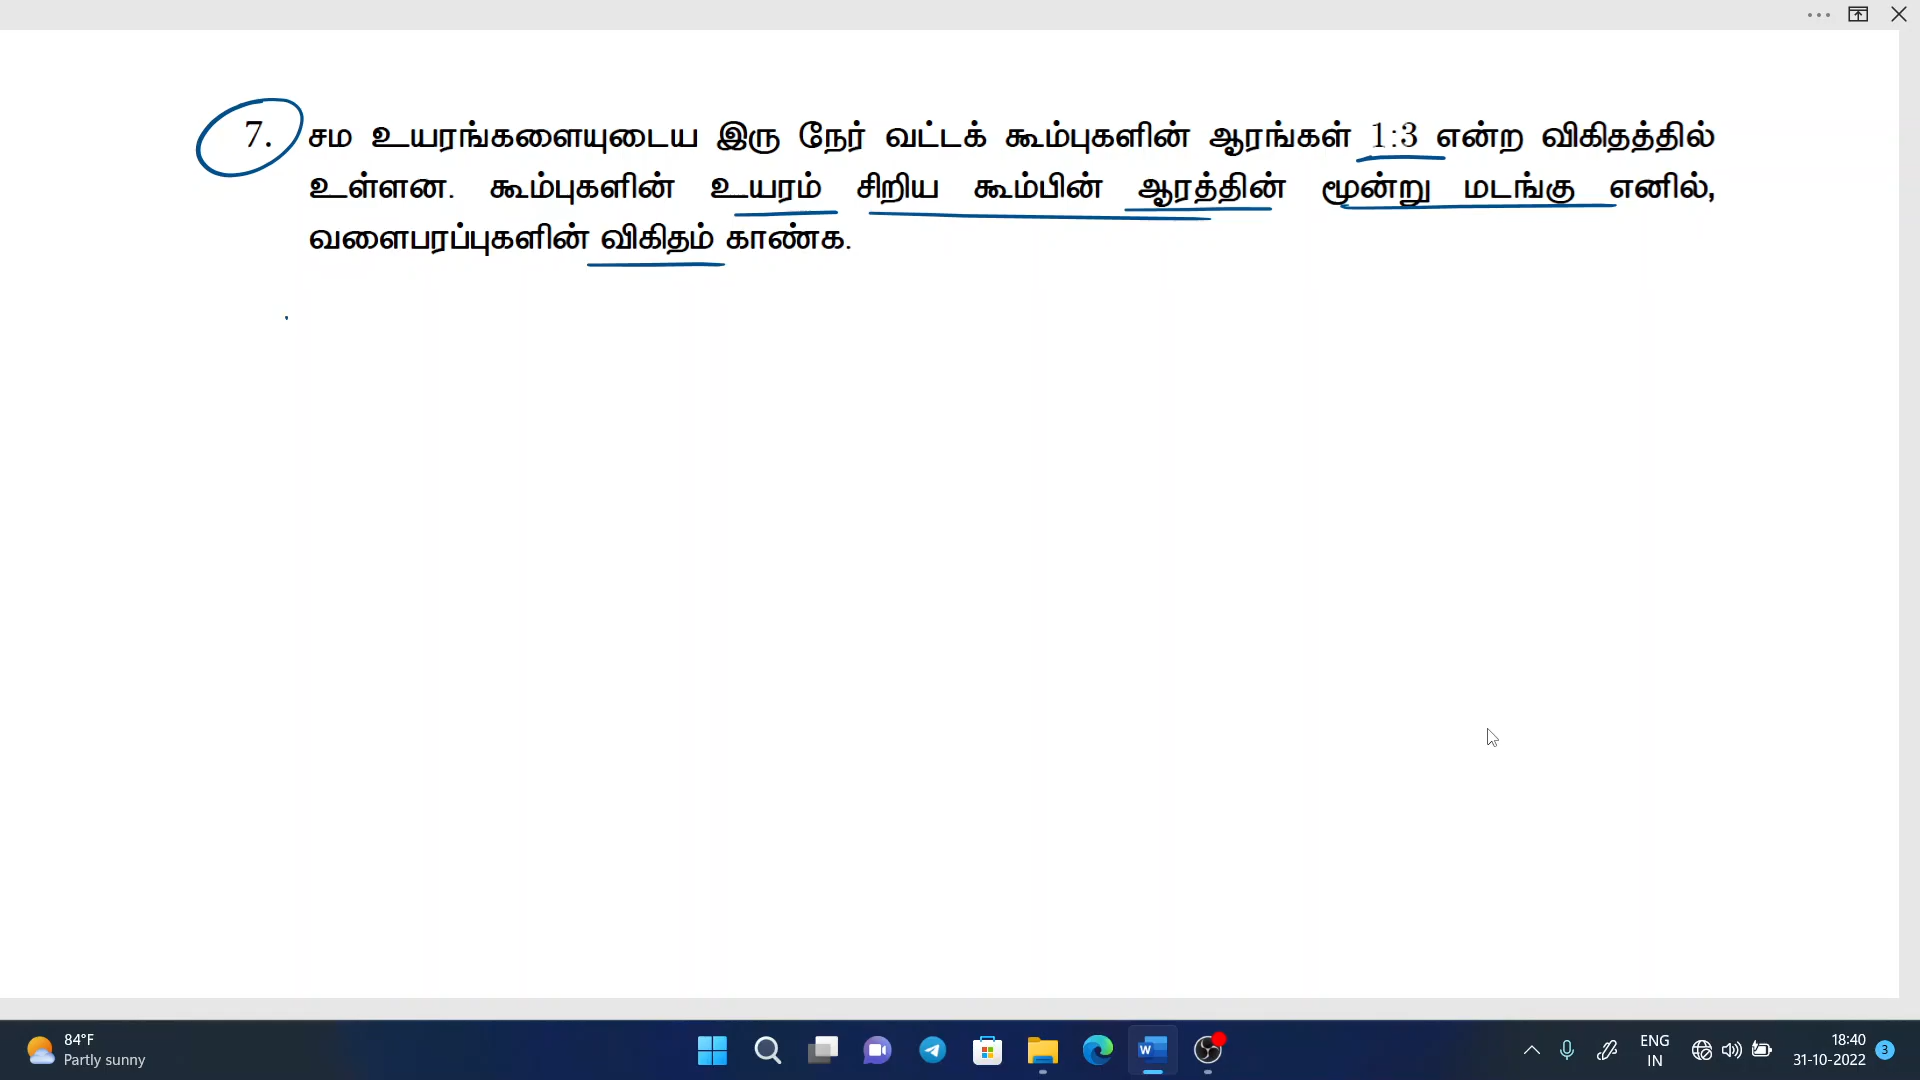 7. சம உயரங்களையுடைய இரு நேர் வட்டக் கூம்புகளின் ஆரங்கள் 1:3 என்ற விகிதத்தில்
உள்ளன. கூம்புகளின் உயரம் சிறிய கூம்பின் ஆரத்தின் மூன்று மடங்கு எனில்,
வளைபரப்புகளின் விகிதம் காண்க.
84°F
Partly sunny
ENG
IN
18:40
31-10-2022
3